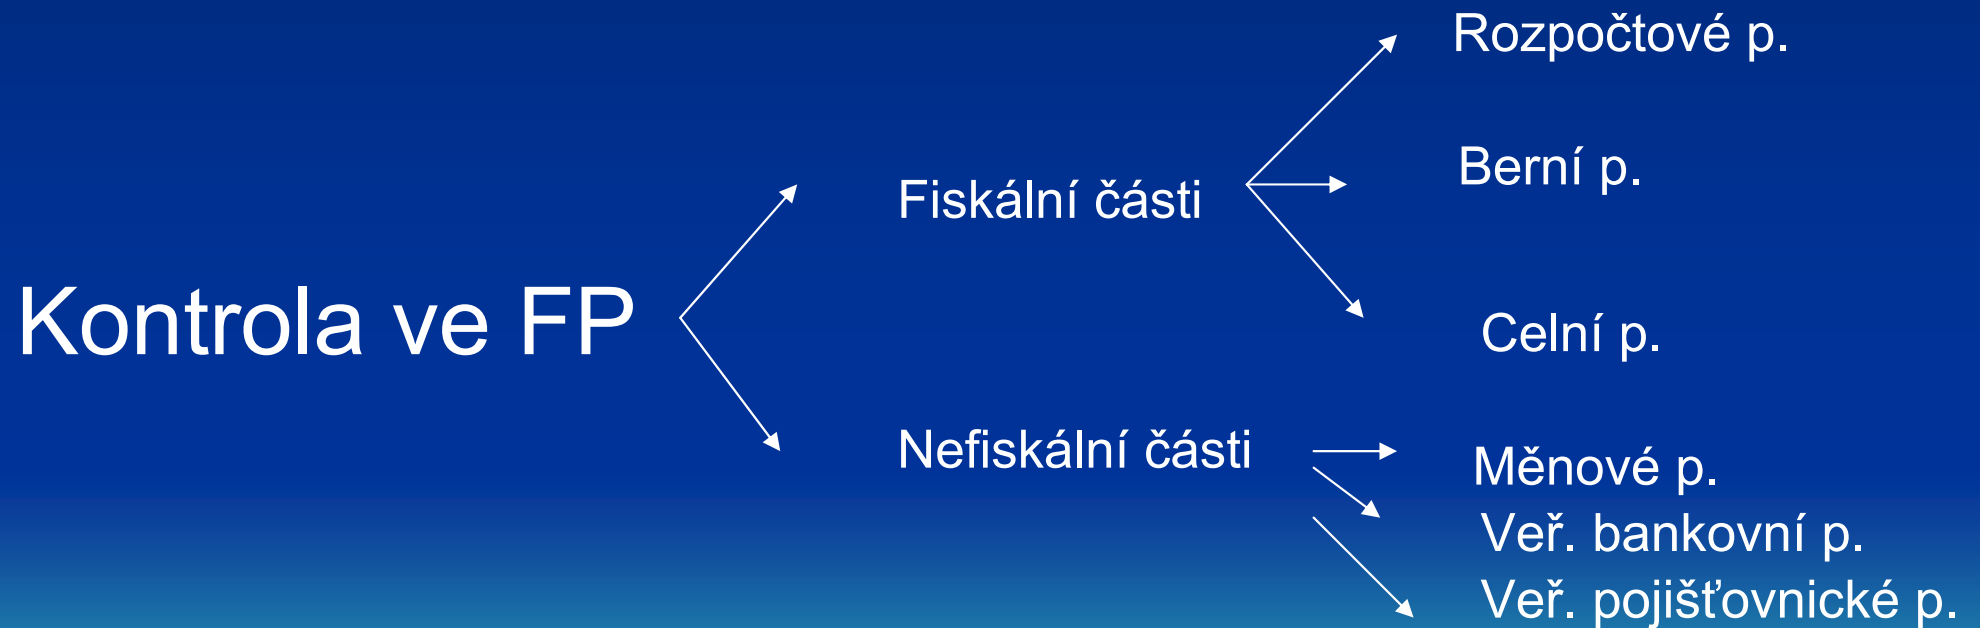 Rozpočtové p.
Berní p.
Fiskální části
Kontrola ve FP
Celní p.
Nefiskální části
Měnové p.
Veř. bankovní p.
Veř. pojišťovnické p.